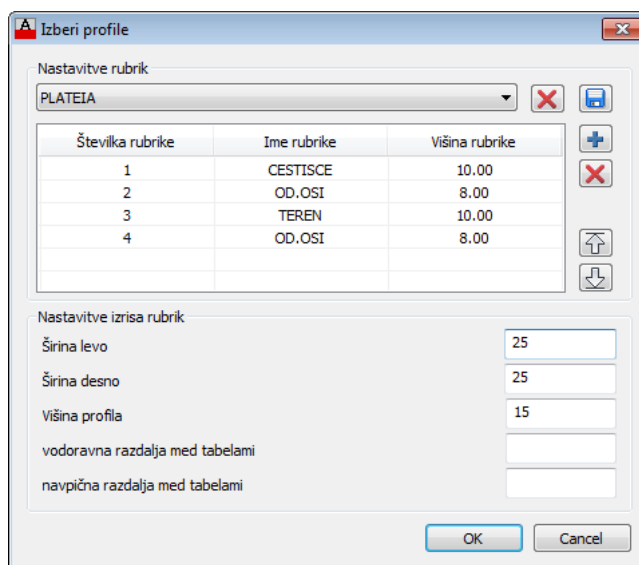 Izberi profile
Nastavitve rubrik
PLATEIA
Številka rubrike Ime rubrike Višina rubrike
1 CESTISCE 10.00
2 OD.OSI 8.00
3 TEREN 10.00
4 OD.OSI 8.00
Nastavitve izrisa rubrik
Širina levo 25
Širina desno 25
Višina profila 15
vodoravna razdalja med tabelami
navpična razdalja med tabelami
OK Cancel